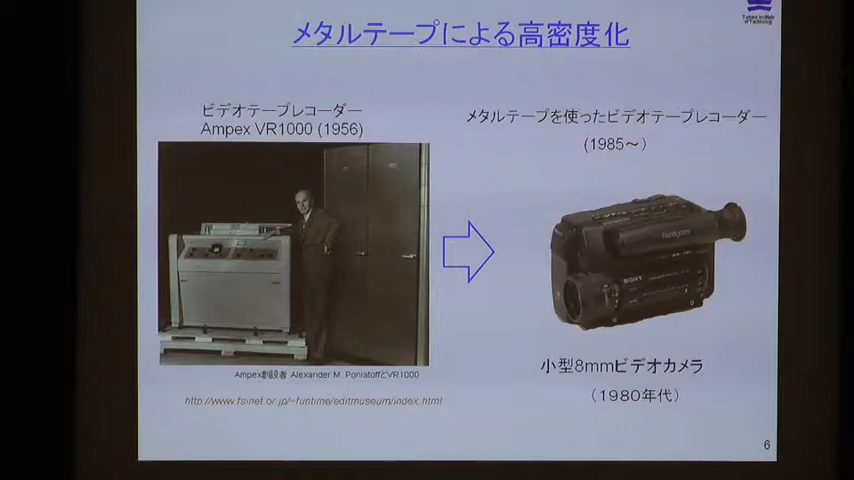 メタルテープによる高密度化
Tokyo Institute
of Technology
ビデオテープレコーダー
Ampex VR1000 (1956)
メタルテープを使ったビデオテープレコーダー
(1985～)
Handycam
SONY
小型8mmビデオカメラ
（1980年代）
Ampex創設者 Alexander M. PoniatoffとVR1000
http://www.fsinet.or.jp/~funtime/editmuseum/index.html
6